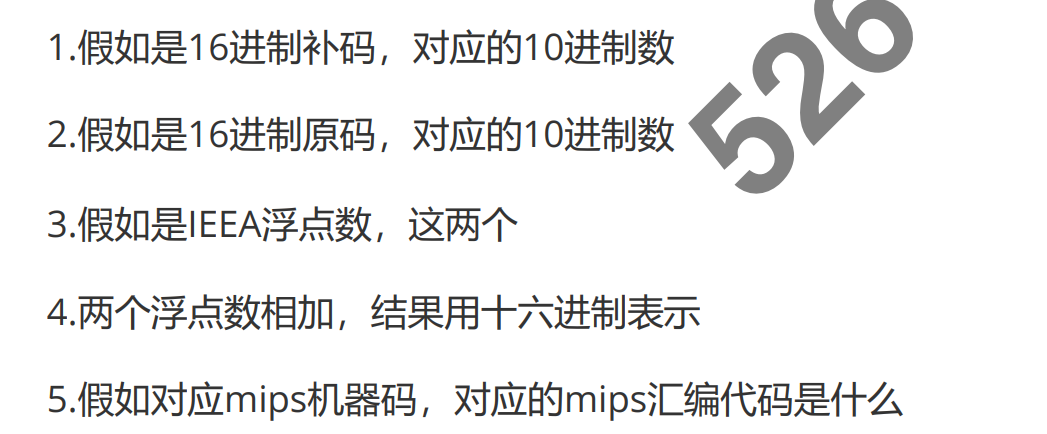 1.假如是16进制补码，对应的10进制数
2.假如是16进制原码，对应的10进制数
526
3.假如是IEEA浮点数，这两个
4.两个浮点数相加，结果用十六进制表示
5.假如对应mips机器码，对应的mips汇编代码是什么